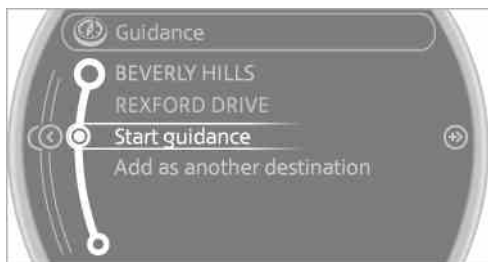 Guidance
BEVERLY HILLS
REXFORD DRIVE
Start guidance
Add as another destination